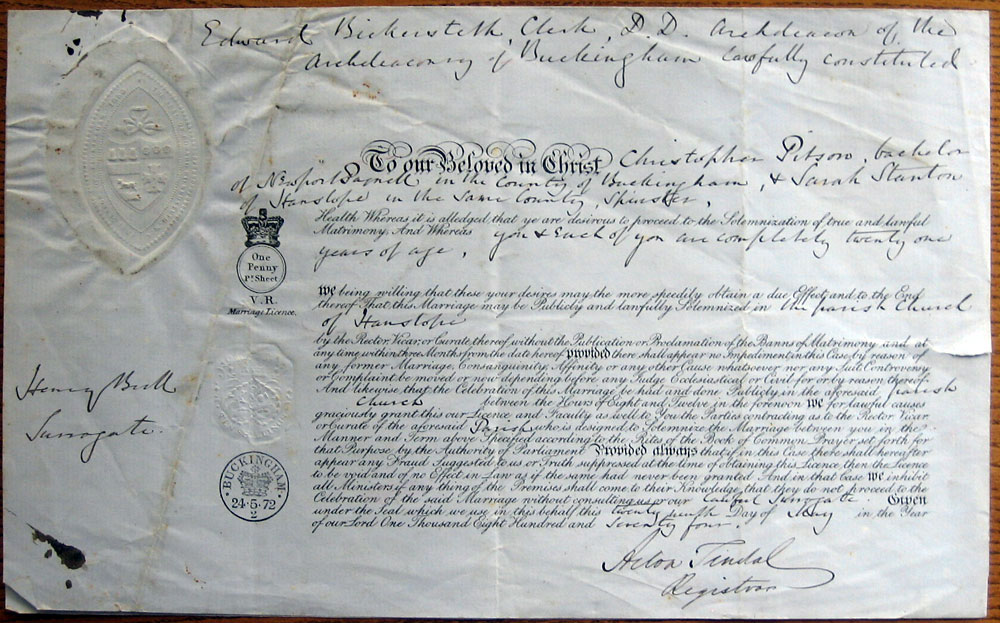 Edward Bickersteth, Clerk, D.D. Archdeacon of the
Archdeaconry of Buckingham lawfully constituted
To our Beloved in Christ Christopher Pitson, bachelor
of Newport Pagnell in the County of Buckingham, & Sarah Stanton
of Hanslope in the same County, Spinster,
Health Whereas it is alledged that ye are desirous to proceed to the Solemnization of true and lawful
Matrimony, And Whereas you & Each of you are completely twenty one
years of age,
We being willing that these your desires may the more speedily obtain a due Effect and to the End
thereof That this Marriage may be Publicly and lawfully Solemnized in the parish Church
of Hanslope
by the Rector, Vicar, or Curate thereof without the Publication or Proclamation of the Banns of Matrimony and at
any time within three Months from the date hereof provided there shall appear no Impediment in this Case by reason of
any former Marriage, Consanguinity, Affinity or any other Cause whatsoever nor any Suit Controversy
or Complaint be moved or now depending before any Judge Ecclesiastical or Civil for or by reason thereof
And likewise that the Celebration of this Marriage be had and done Publicly in the aforesaid parish
Church between the Hours of Eight and Twelve in the forenoon We for lawful causes
graciously grant this our Licence and Faculty as well to You the Parties contracting as to the Rector, Vicar,
or Curate of the aforesaid Parish who is designed to Solemnize the Marriage between you in the
Manner and Form above Specified according to the Rites of the Book of Common Prayer set forth for
that Purpose by the Authority of Parliament Provided always that if in this Case there shall hereafter
appear any Fraud Suggested to us or Truth suppressed at the time of obtaining this Licence then the Licence
to be void and of no Effect in Law as if the same had never been granted And in that case We inhibit
all Ministers if any thing of the Premises shall come to their Knowledge that they do not proceed to the
Celebration of the said Marriage without consulting us or our lawful Surrogate. Given
under the Seal which we use in this behalf this twenty ninth Day of May in the Year
of our Lord One Thousand Eight Hundred and Seventy four.
Acton Tindal
Registrar
One
Penny
Pr. Sheet
V.R.
Marriage Licence.
Henry Bull
Surrogate.
BUCKINGHAM
24·5·72
2